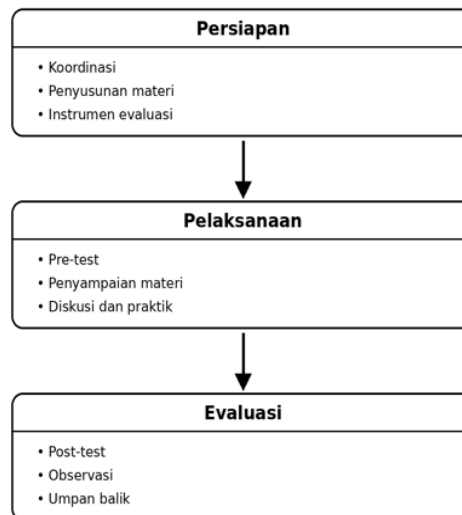 Persiapan
• Koordinasi
• Penyusunan materi
• Instrumen evaluasi
Pelaksanaan
• Pre-test
• Penyampaian materi
• Diskusi dan praktik
Evaluasi
• Post-test
• Observasi
• Umpan balik